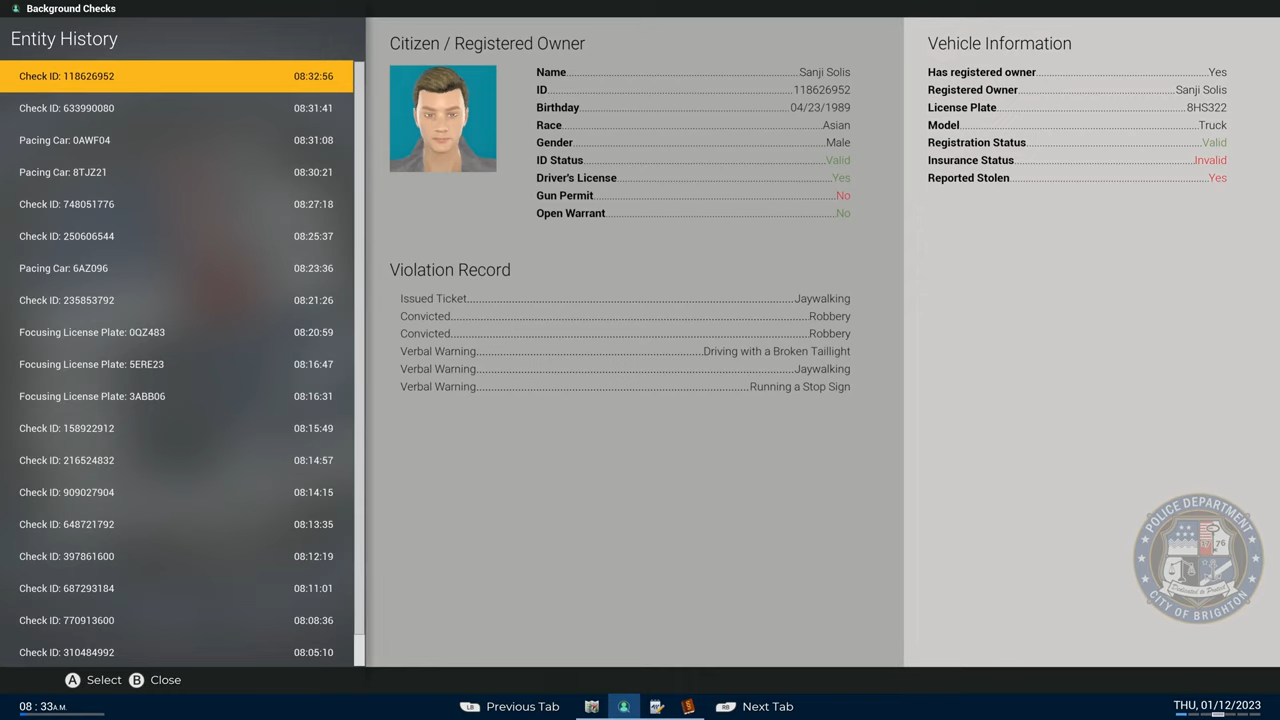 Background Checks
Entity History
Check ID: 118626952 08:32:56
Check ID: 633990080 08:31:41
Pacing Car: 0AWF04 08:31:08
Pacing Car: 8TJZ21 08:30:21
Check ID: 748051776 08:27:18
Check ID: 250606544 08:25:37
Pacing Car: 6AZ096 08:23:36
Check ID: 235853792 08:21:26
Focusing License Plate: 0QZ483 08:20:59
Focusing License Plate: 5ERE23 08:16:47
Focusing License Plate: 3ABB06 08:16:31
Check ID: 158922912 08:15:49
Check ID: 216524832 08:14:57
Check ID: 909027904 08:14:15
Check ID: 648721792 08:13:35
Check ID: 397861600 08:12:19
Check ID: 687293184 08:11:01
Check ID: 770913600 08:08:36
Check ID: 310484992 08:05:10
Citizen / Registered Owner
Name Sanji Solis
ID 118626952
Birthday 04/23/1989
Race Asian
Gender Male
ID Status Valid
Driver's License Yes
Gun Permit No
Open Warrant No
Violation Record
Issued Ticket Jaywalking
Convicted Robbery
Convicted Robbery
Verbal Warning Driving with a Broken Taillight
Verbal Warning Jaywalking
Verbal Warning Running a Stop Sign
Vehicle Information
Has registered owner Yes
Registered Owner Sanji Solis
License Plate 8HS322
Model Truck
Registration Status Valid
Insurance Status Invalid
Reported Stolen Yes
POLICE DEPARTMENT
17 76
Dedicated to Protect
CITY OF BRIGHTON
A Select B Close
08 : 33 A.M.
LB Previous Tab
RB Next Tab
THU, 01/12/2023